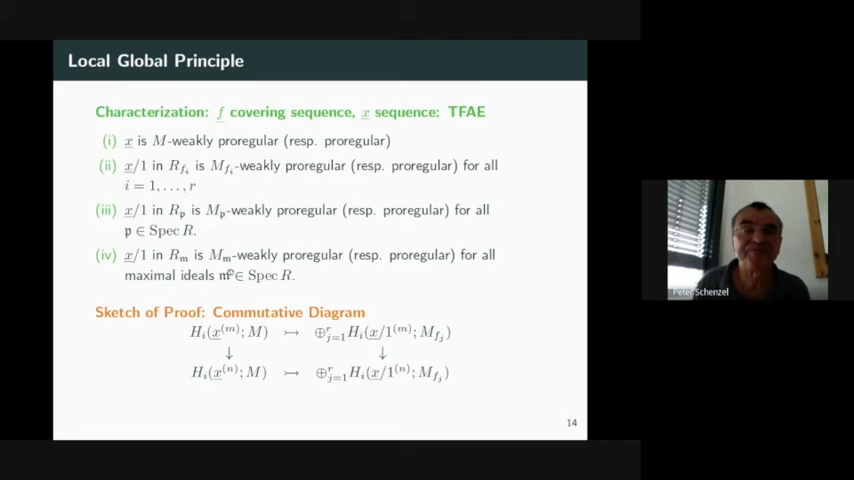 Local Global Principle
Characterization: f covering sequence, x sequence: TFAE
(i) x is M-weakly proregular (resp. proregular)
(ii) x/1 in R_{f_i} is M_{f_i}-weakly proregular (resp. proregular) for all
i = 1, . . . , r
(iii) x/1 in R_𝔭 is M_𝔭-weakly proregular (resp. proregular) for all
𝔭 ∈ Spec R.
(iv) x/1 in R_𝔪 is M_𝔪-weakly proregular (resp. proregular) for all
maximal ideals 𝔪 ∈ Spec R.
Sketch of Proof: Commutative Diagram
H_i(x^{(m)}; M) ↣ ⊕_{j=1}^r H_i(x/1^{(m)}; M_{f_j})
↓ ↓
H_i(x^{(n)}; M) ↣ ⊕_{j=1}^r H_i(x/1^{(n)}; M_{f_j})
14
Peter Schenzel